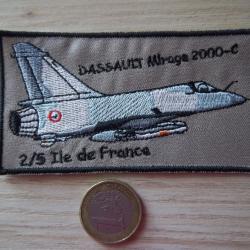 DASSAULT Mirage 2000-C
2/5 Ile de France